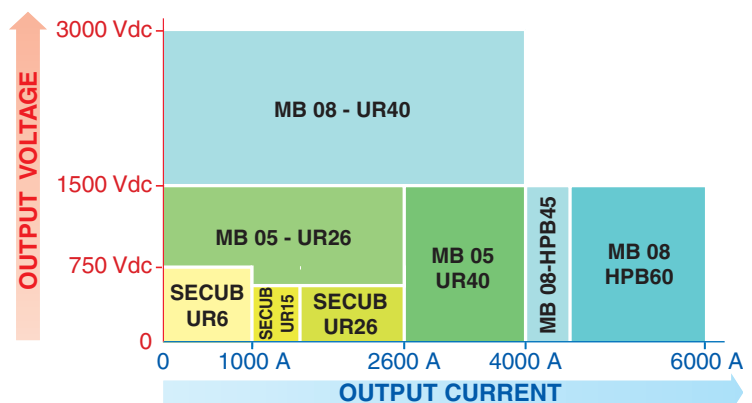 OUTPUT VOLTAGE
3000 Vdc
1500 Vdc
750 Vdc
0
MB 08 - UR40
MB 05 - UR26
MB 05
UR40
MB 08-HPB45
MB 08
HPB60
SECUB
UR6
SECUB
UR15
SECUB
UR26
0
1000 A
2600 A
4000 A
6000 A
OUTPUT CURRENT